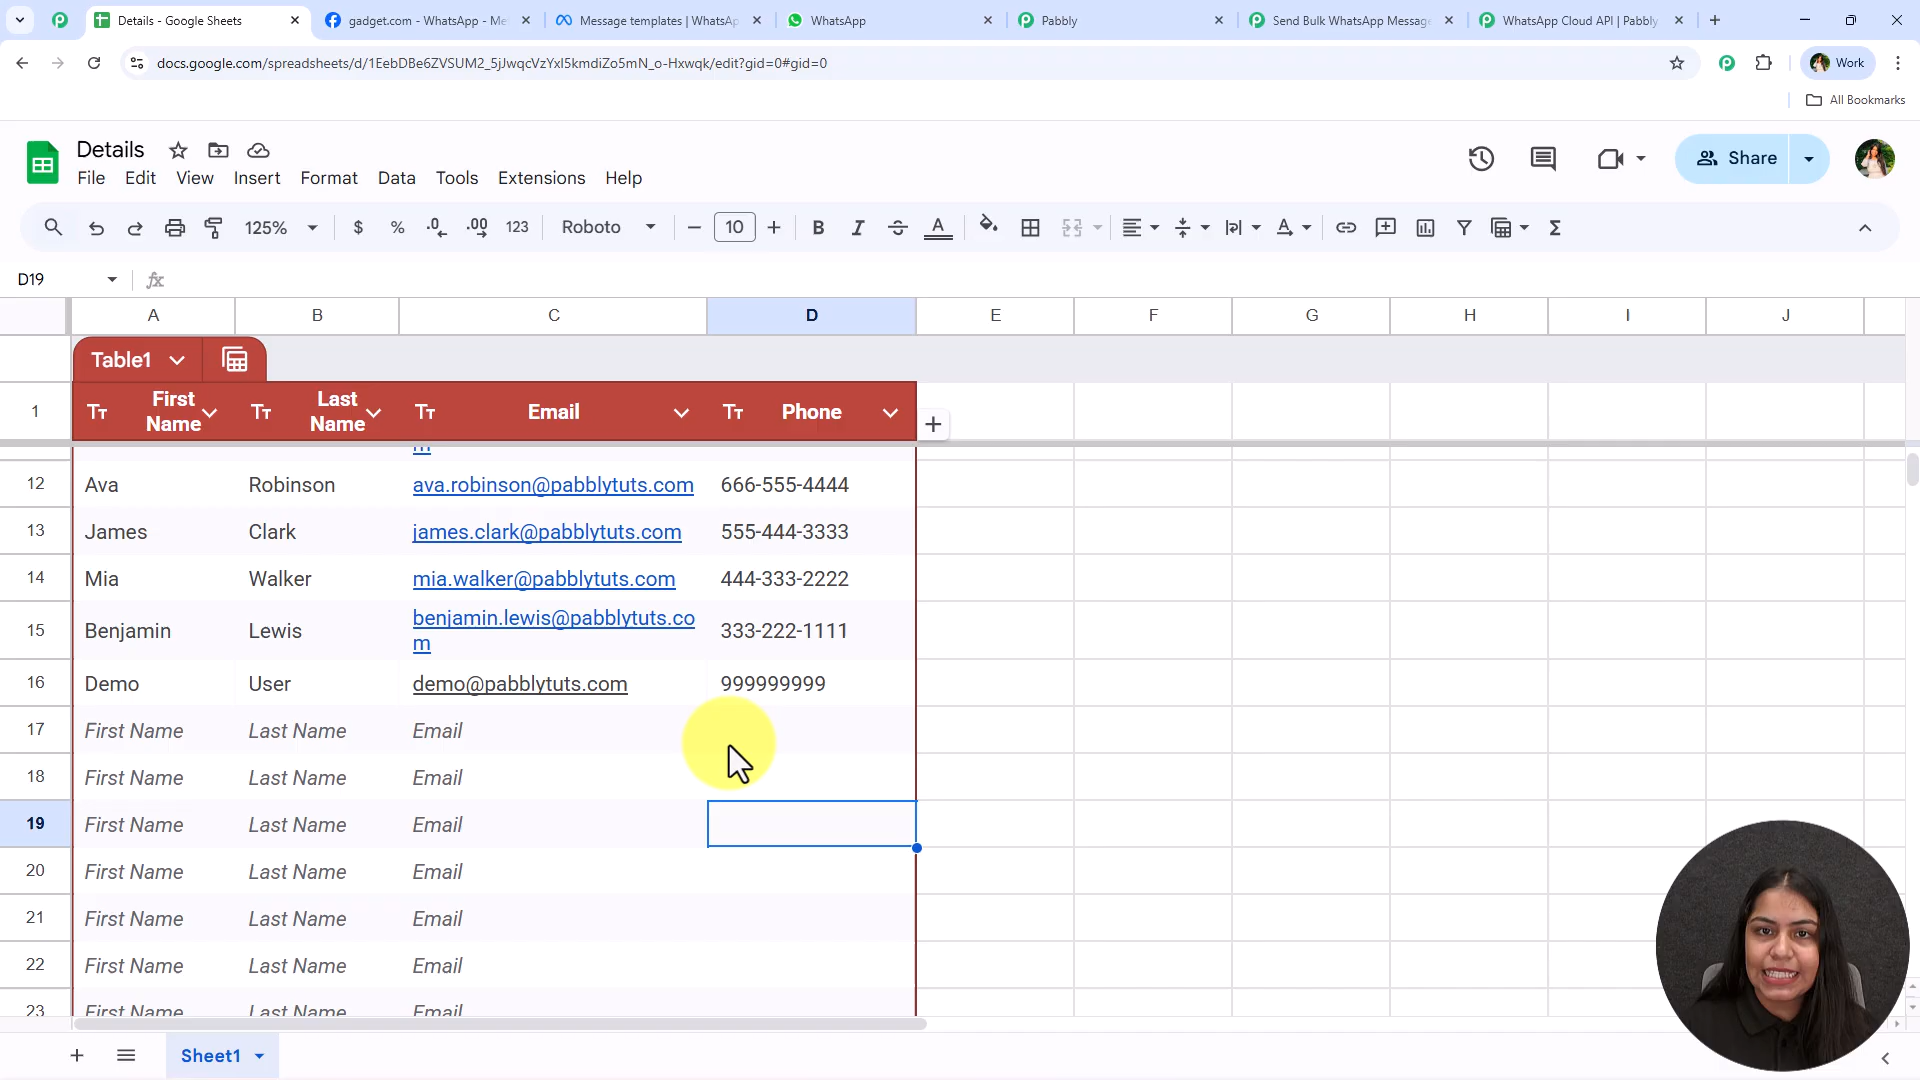 Details - Google Sheets
gadget.com - WhatsApp - Me
Message templates | WhatsAp
WhatsApp
Pabbly
Send Bulk WhatsApp Message
WhatsApp Cloud API | Pabbly
docs.google.com/spreadsheets/d/1EebDBe6ZVSUM2_5jJwqcVzYxI5kmdiZo5mN_o-Hxwqk/edit?gid=0#gid=0
Work
All Bookmarks
Details
File Edit View Insert Format Data Tools Extensions Help
Share
125% $ % .0 .00 123 Roboto 10 B I A
D19 fx
A B C D E F G H I J
Table1
1 First Name Last Name Email Phone
m
12 Ava Robinson ava.robinson@pabblytuts.com 666-555-4444
13 James Clark james.clark@pabblytuts.com 555-444-3333
14 Mia Walker mia.walker@pabblytuts.com 444-333-2222
15 Benjamin Lewis benjamin.lewis@pabblytuts.com 333-222-1111
16 Demo User demo@pabblytuts.com 999999999
17 First Name Last Name Email
18 First Name Last Name Email
19 First Name Last Name Email
20 First Name Last Name Email
21 First Name Last Name Email
22 First Name Last Name Email
23 First Name Last Name Email
Sheet1